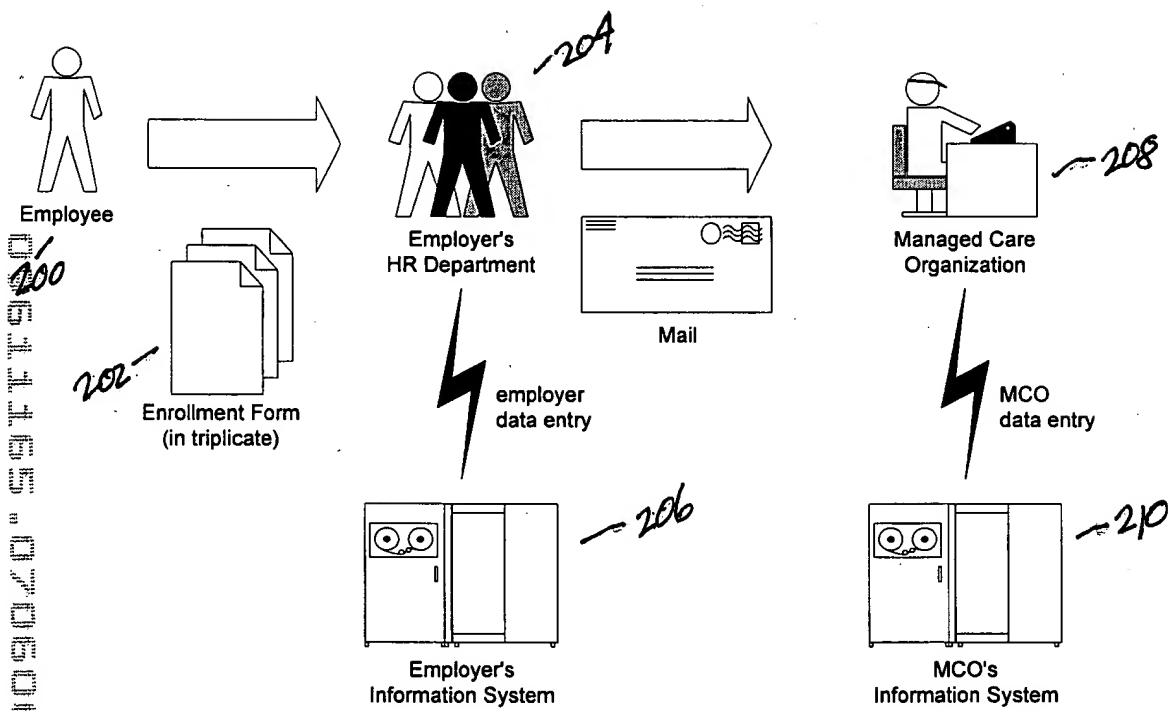 204
208
Employee
200
Employer's
HR Department
Managed Care
Organization
Mail
202
Enrollment Form
(in triplicate)
employer
data entry
MCO
data entry
206
210
Employer's
Information System
MCO's
Information System